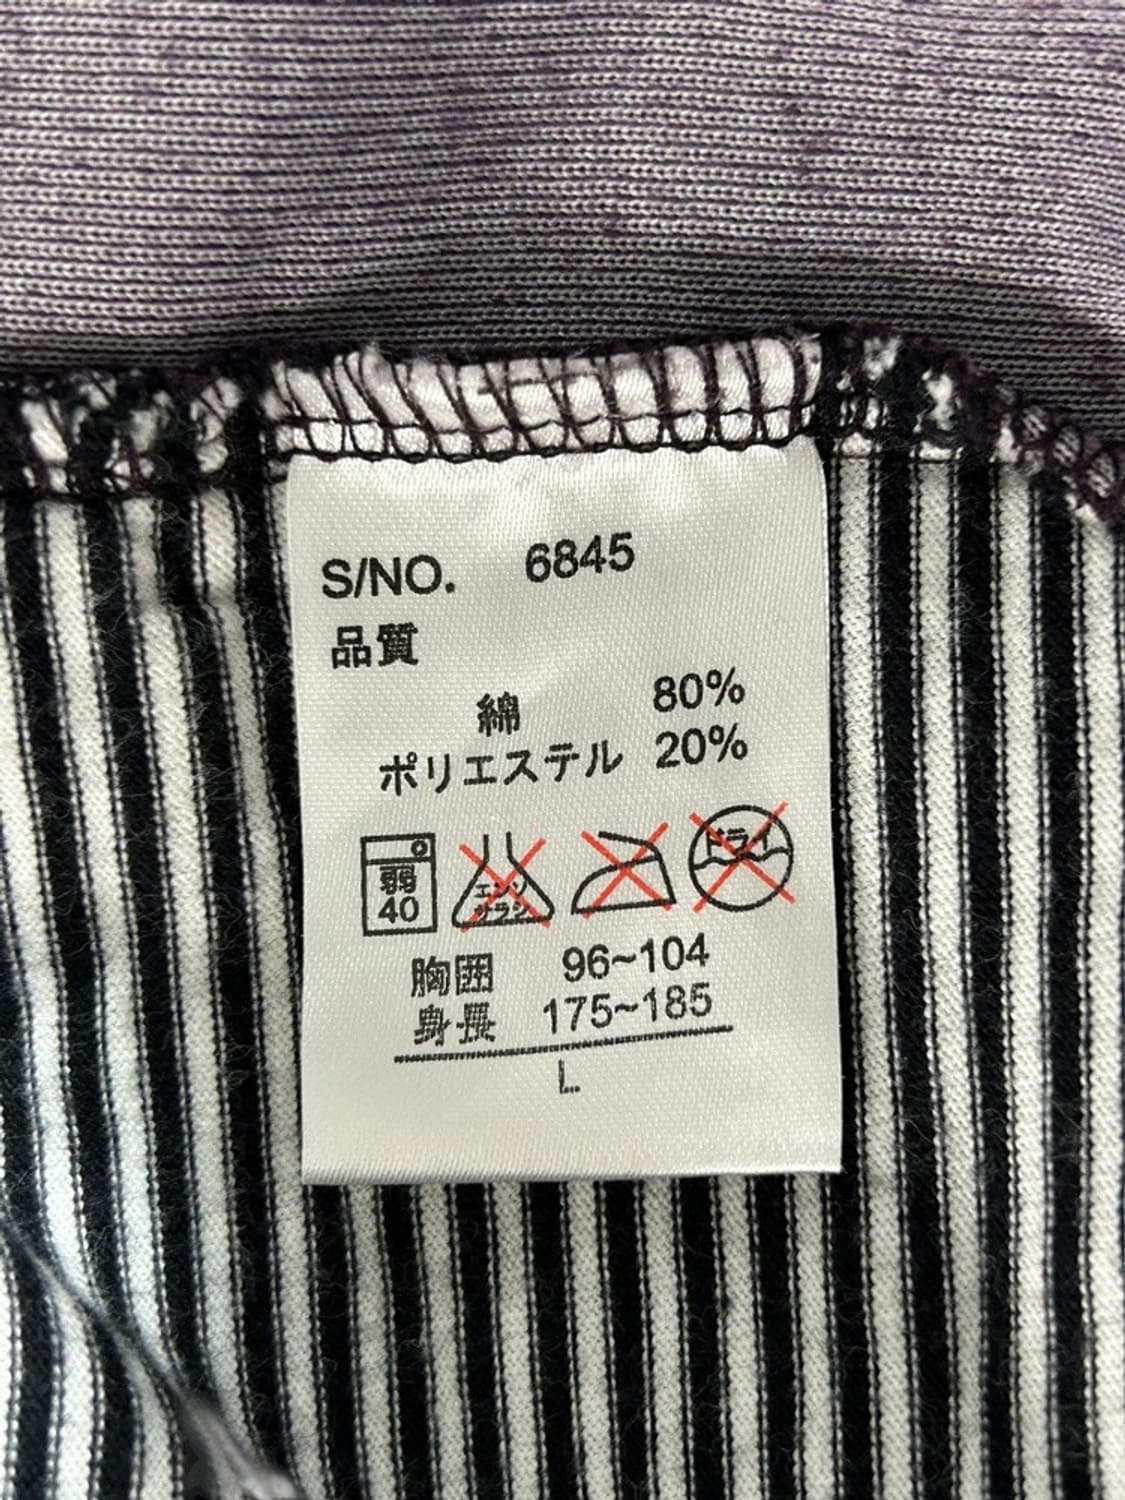 S/NO. 6845
品質
綿 80%
ポリエステル 20%
弱
40
エンソ
サラシ
ドライ
胸囲 96~104
身長 175~185
L